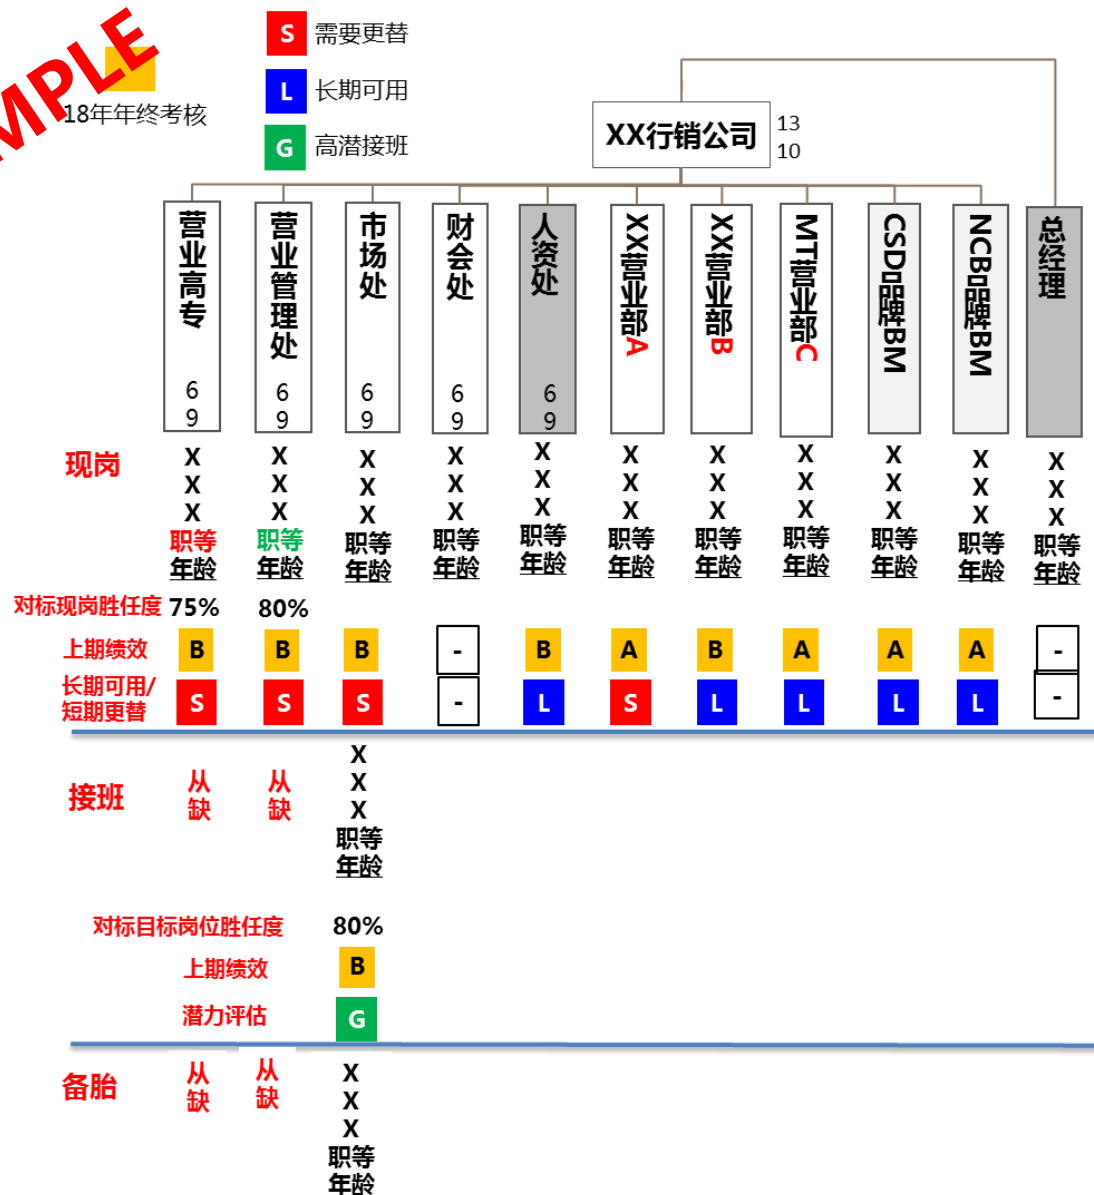 MPLE
18年年终考核
S 需要更替
L 长期可用
G 高潜接班
XX行销公司
13
10
营业高专
6
9
营业管理处
6
9
市场处
6
9
财会处
6
9
人资处
6
9
XX营业部A
XX营业部B
MT营业部C
CSD品牌BM
NCB品牌BM
总经理
现岗
X X X X X X X X X X X
X X X X X X X X X X X
X X X X X X X X X X X
职等 职等 职等 职等 职等 职等 职等 职等 职等 职等 职等
年龄 年龄 年龄 年龄 年龄 年龄 年龄 年龄 年龄 年龄 年龄
对标现岗胜任度 75% 80%
上期绩效 B B B - B A B A A A -
长期可用/
短期更替 S S S - L S L L L L -
接班
从缺
从缺
X
X
X
职等
年龄
对标目标岗位胜任度 80%
上期绩效 B
潜力评估 G
备胎
从缺
从缺
X
X
X
职等
年龄